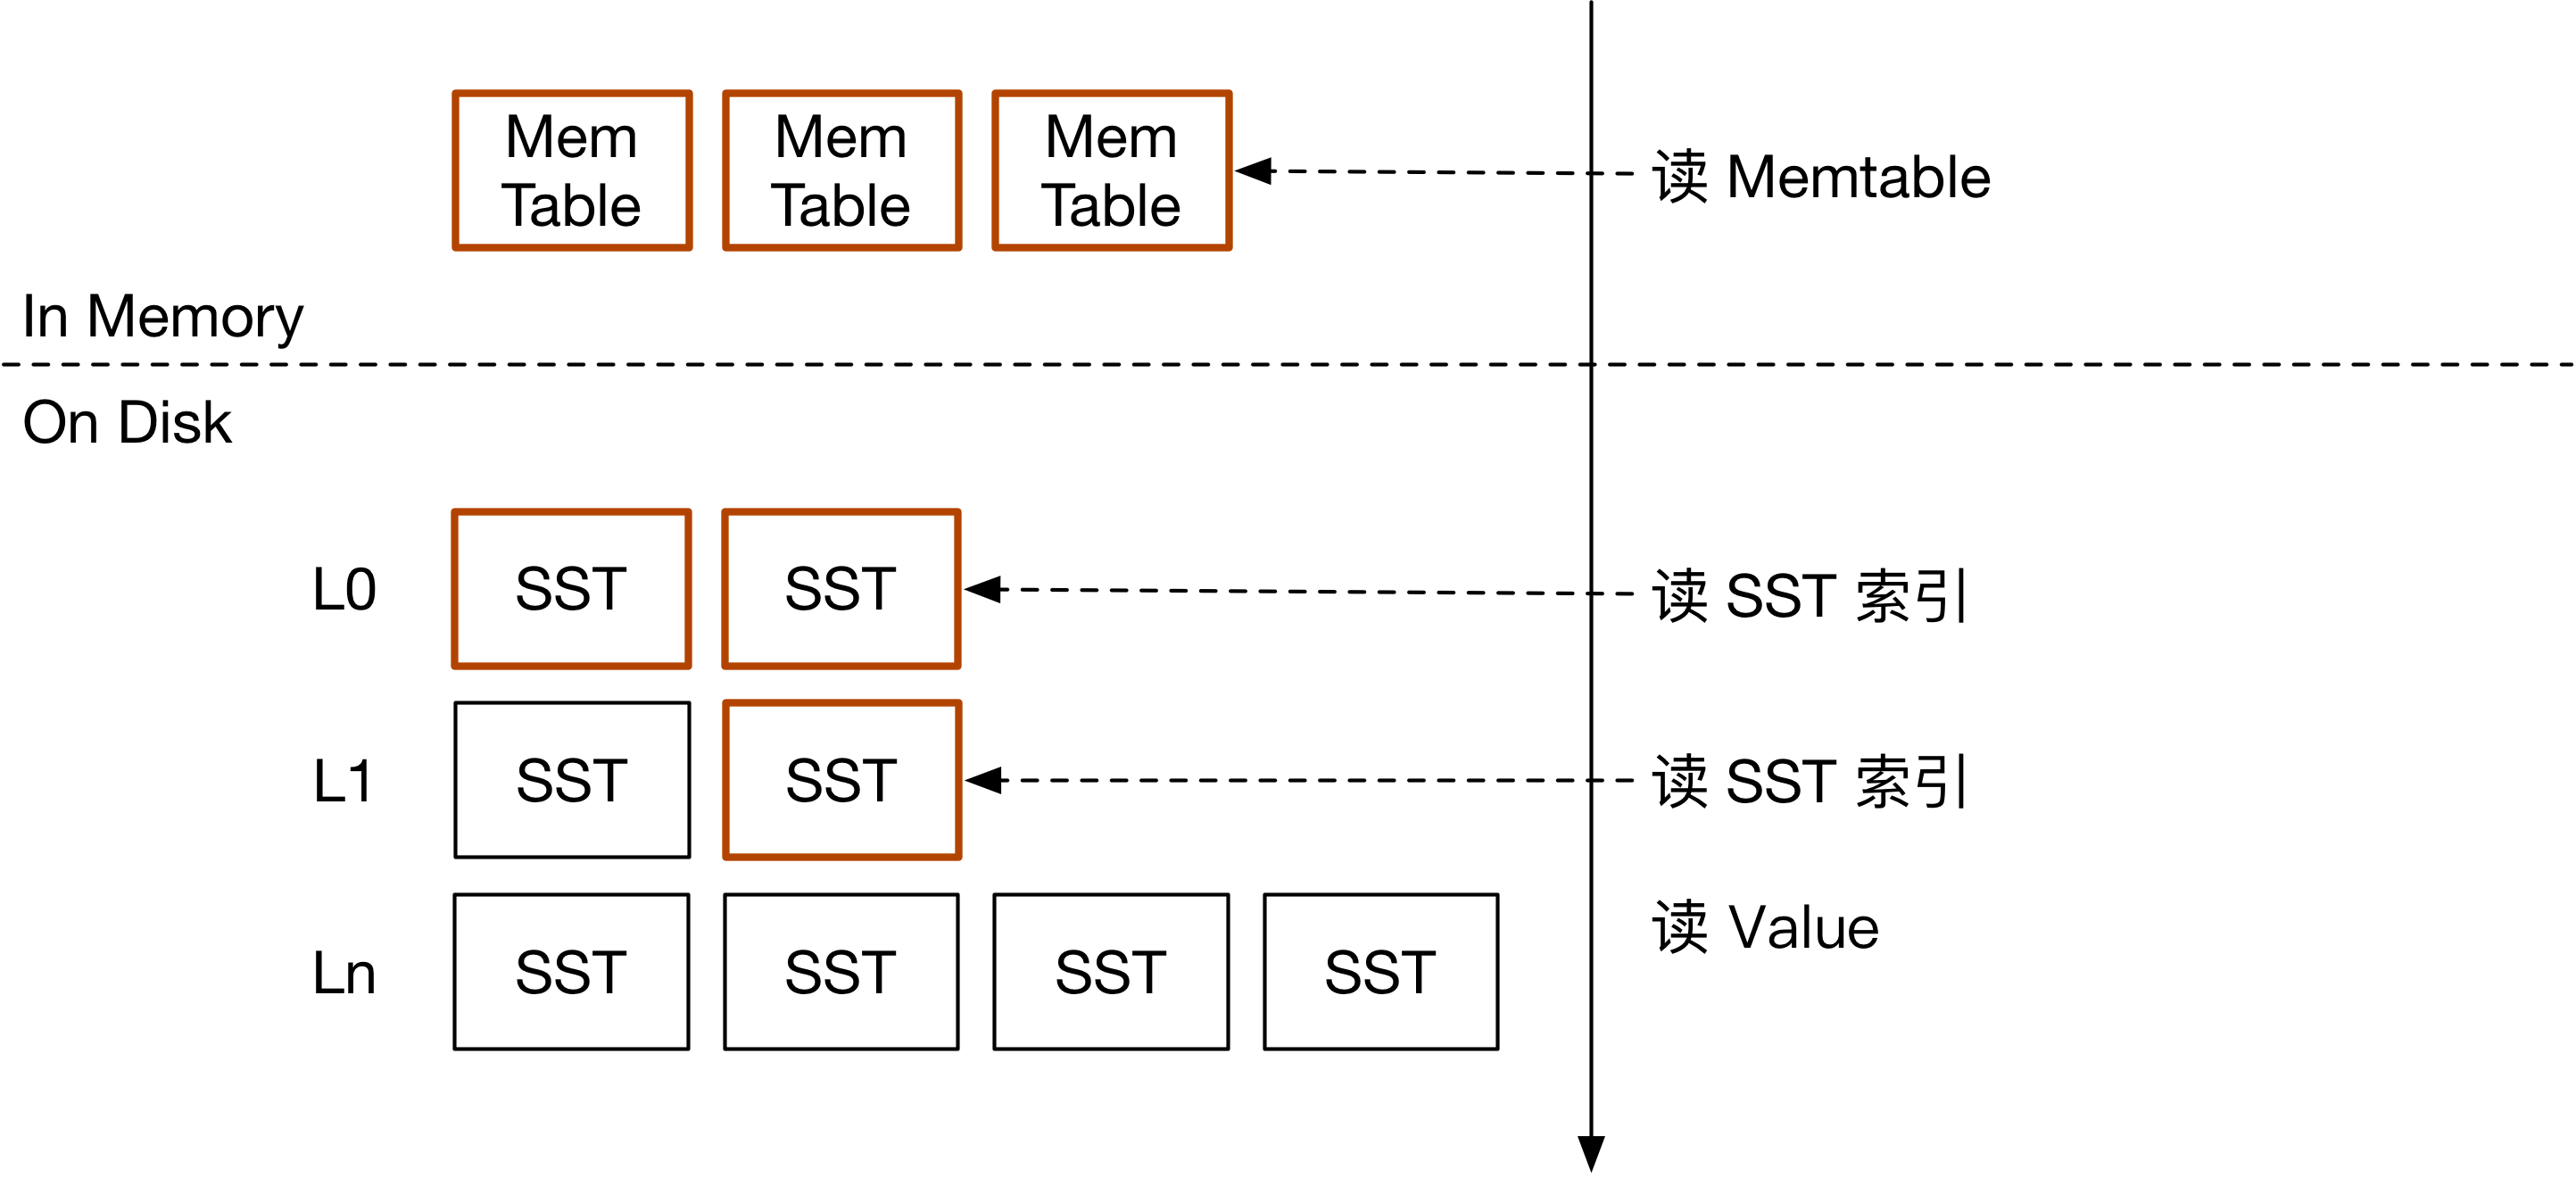 Mem
Table
Mem
Table
Mem
Table
读 Memtable
In Memory
On Disk
L0
SST
SST
读 SST 索引
L1
SST
SST
读 SST 索引
读 Value
Ln
SST
SST
SST
SST